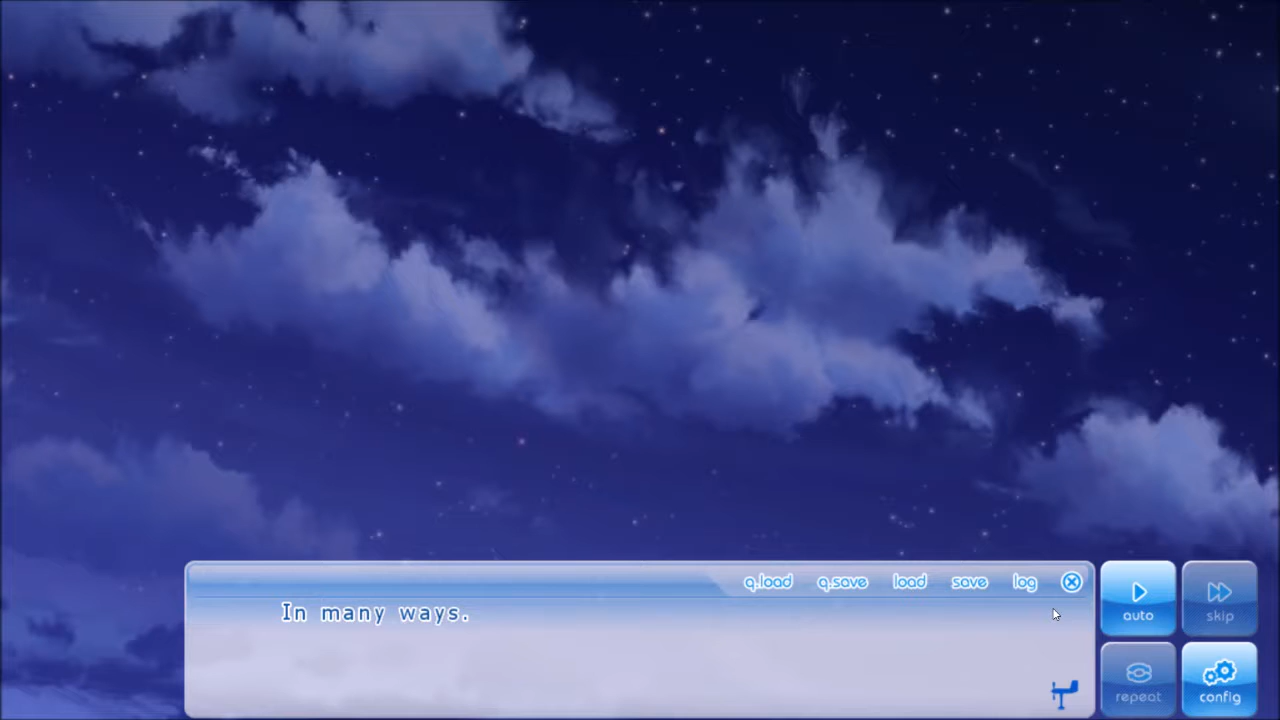 q.load q.save load save log
In many ways.
auto
skip
repeat
config